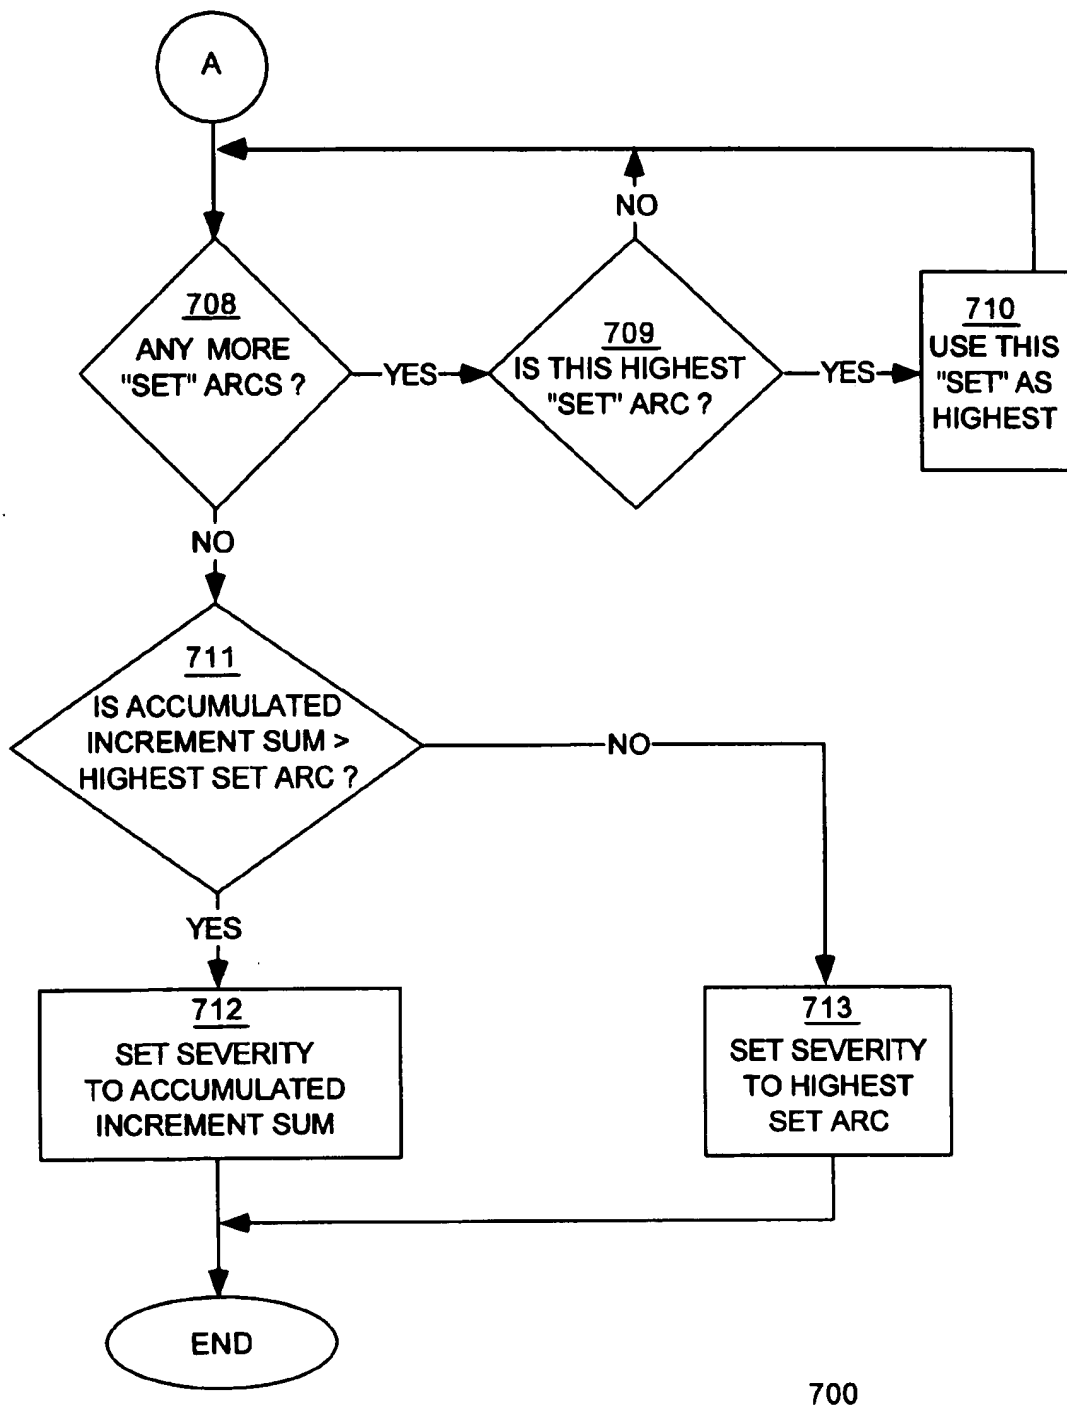 A
NO
708
ANY MORE
"SET" ARCS ?
YES
709
IS THIS HIGHEST
"SET" ARC ?
YES
710
USE THIS
"SET" AS
HIGHEST
NO
711
IS ACCUMULATED
INCREMENT SUM >
HIGHEST SET ARC ?
NO
YES
712
SET SEVERITY
TO ACCUMULATED
INCREMENT SUM
713
SET SEVERITY
TO HIGHEST
SET ARC
END
700